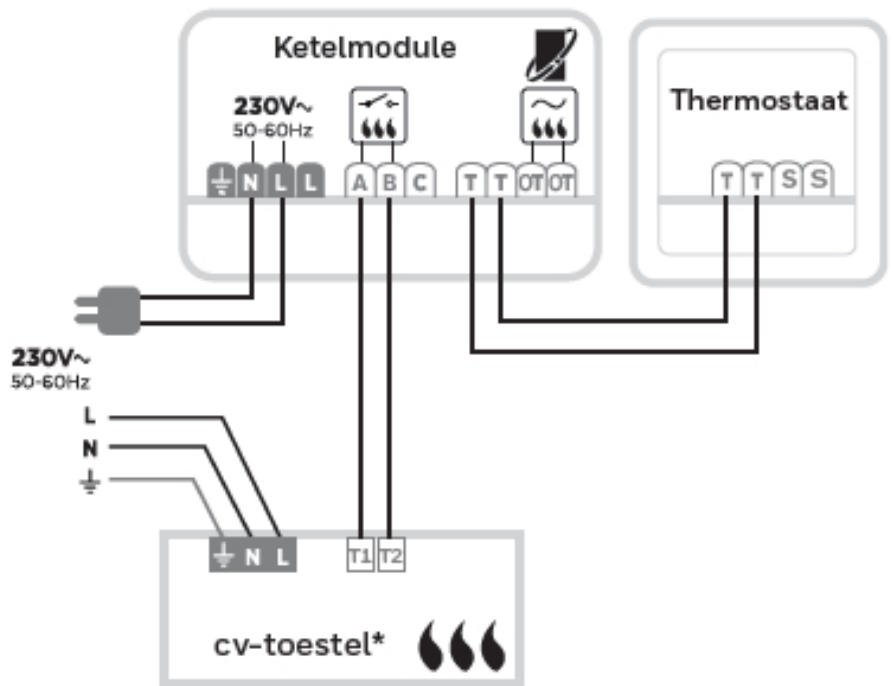 Ketelmodule
Thermostaat
230V~
50-60Hz
N L L A B C T T OT OT
T T S S
230V~
50-60Hz
L
N
N L T1 T2
cv-toestel*